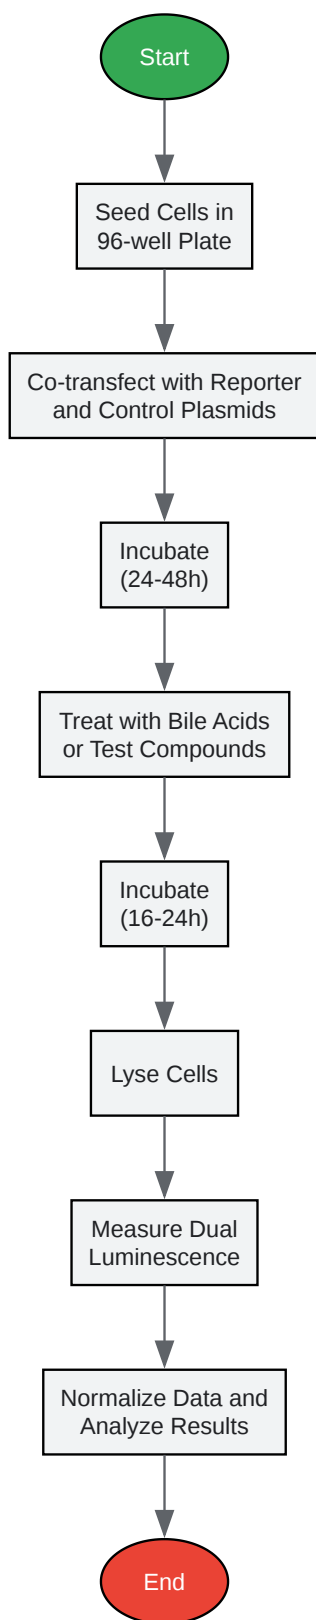 Start
Seed Cells in
96-well Plate
Co-transfect with Reporter
and Control Plasmids
Incubate
(24-48h)
Treat with Bile Acids
or Test Compounds
Incubate
(16-24h)
Lyse Cells
Measure Dual
Luminescence
Normalize Data and
Analyze Results
End